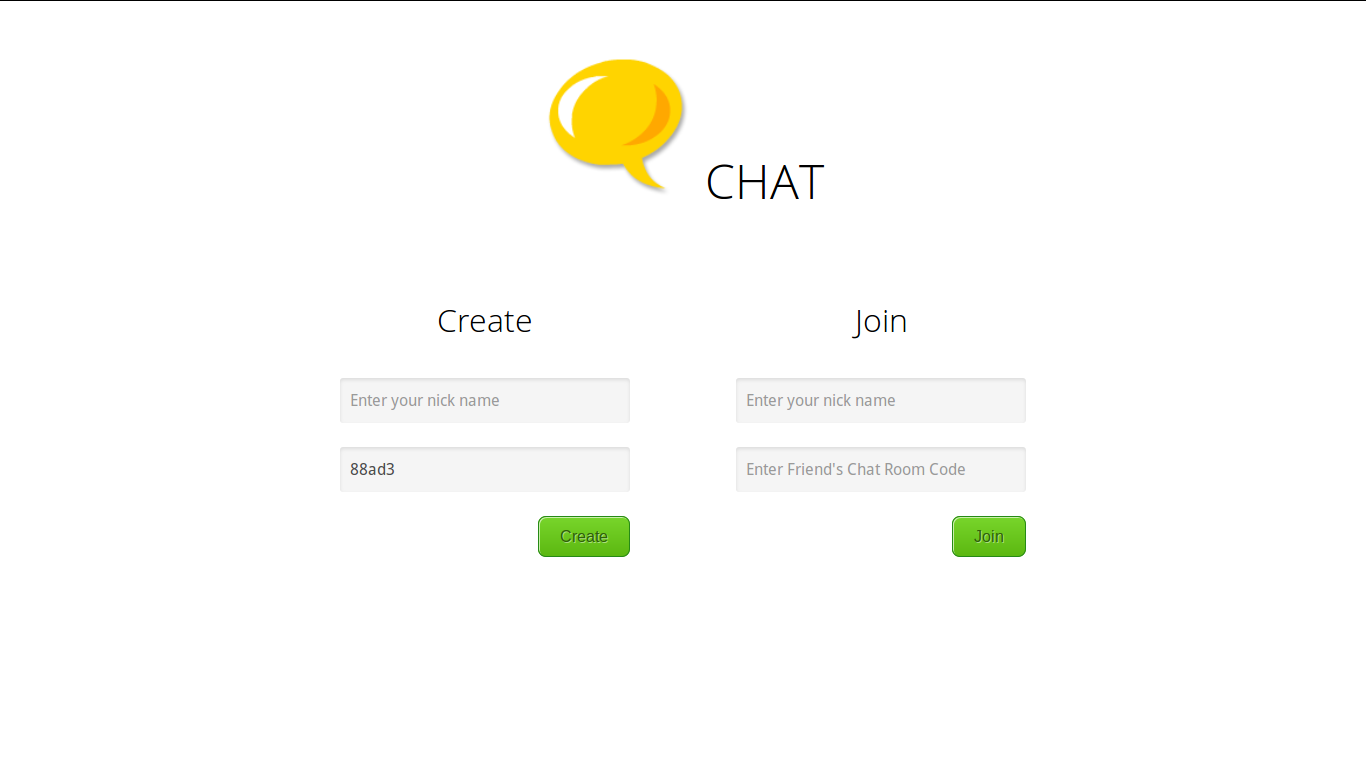 CHAT
Create
Enter your nick name
88ad3
Create
Join
Enter your nick name
Enter Friend's Chat Room Code
Join